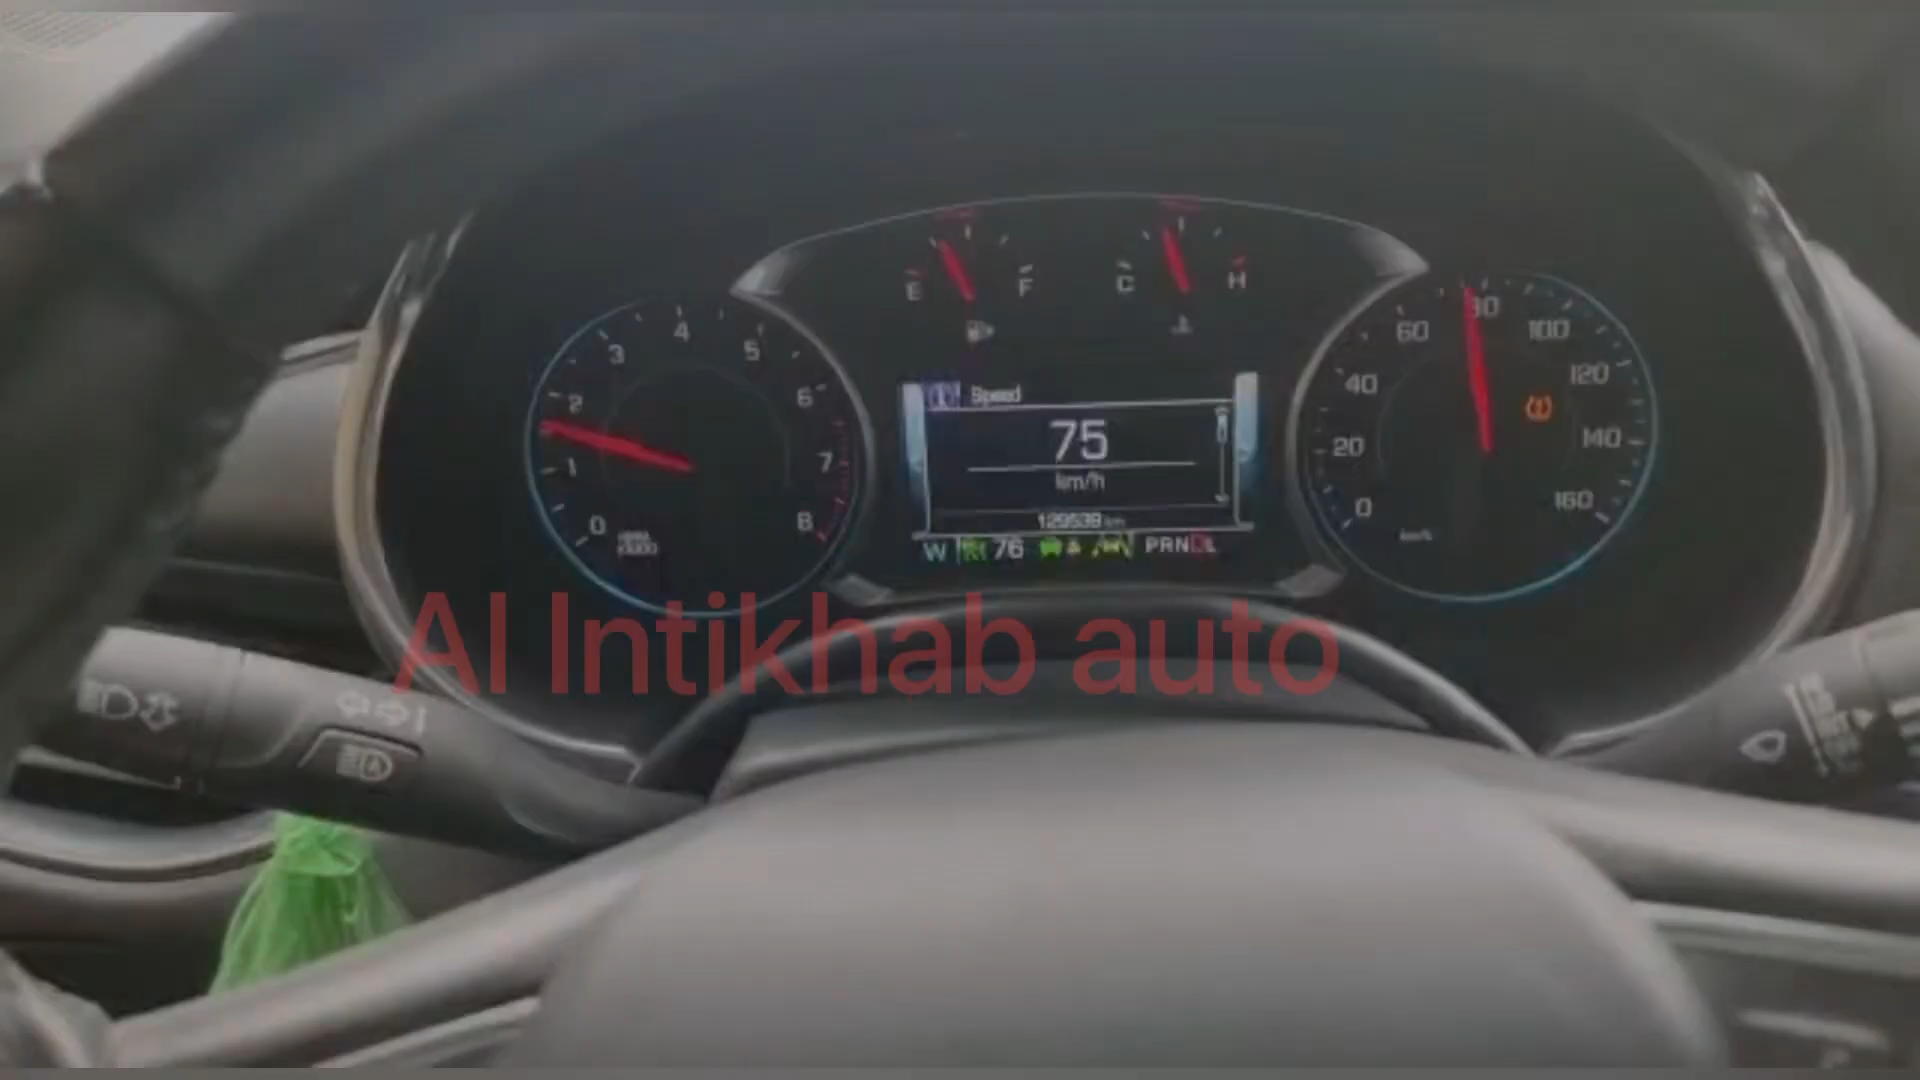 4
3 5
2 6
1 7
0 8
E F
C H
60 80 100
40 120
20 140
0 160
Speed
75
km/h
129538 km
W 76 PRNDL
Al Intikhab auto